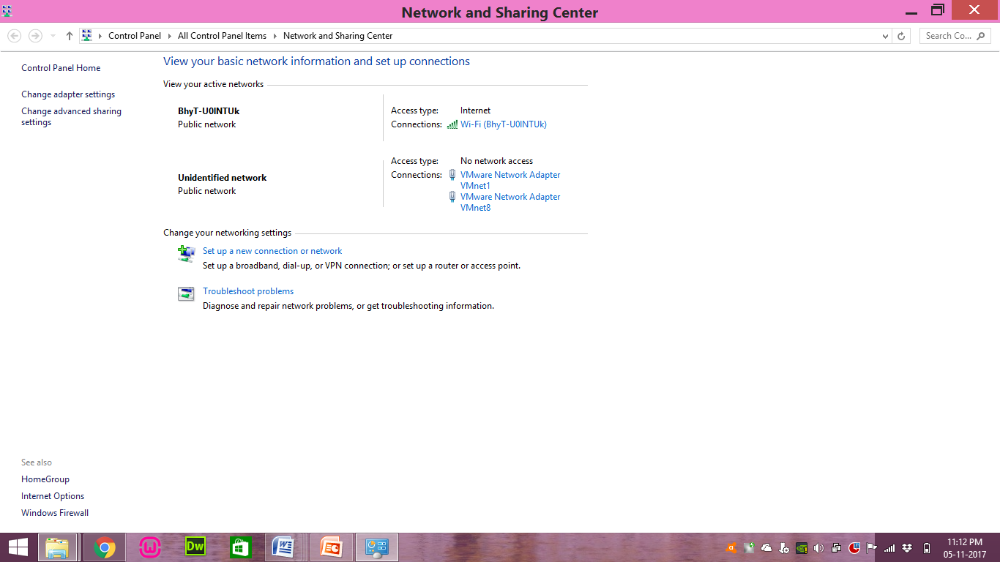 Network and Sharing Center
Control Panel
All Control Panel Items
Network and Sharing Center
Search Co...
Control Panel Home
Change adapter settings
Change advanced sharing
settings
View your basic network information and set up connections
View your active networks
BhyT-U0INTUk
Public network
Access type: Internet
Connections: Wi-Fi (BhyT-U0INTUk)
Unidentified network
Public network
Access type: No network access
Connections: VMware Network Adapter
VMnet1
VMware Network Adapter
VMnet8
Change your networking settings
Set up a new connection or network
Set up a broadband, dial-up, or VPN connection; or set up a router or access point.
Troubleshoot problems
Diagnose and repair network problems, or get troubleshooting information.
See also
HomeGroup
Internet Options
Windows Firewall
Dw
11:12 PM
05-11-2017